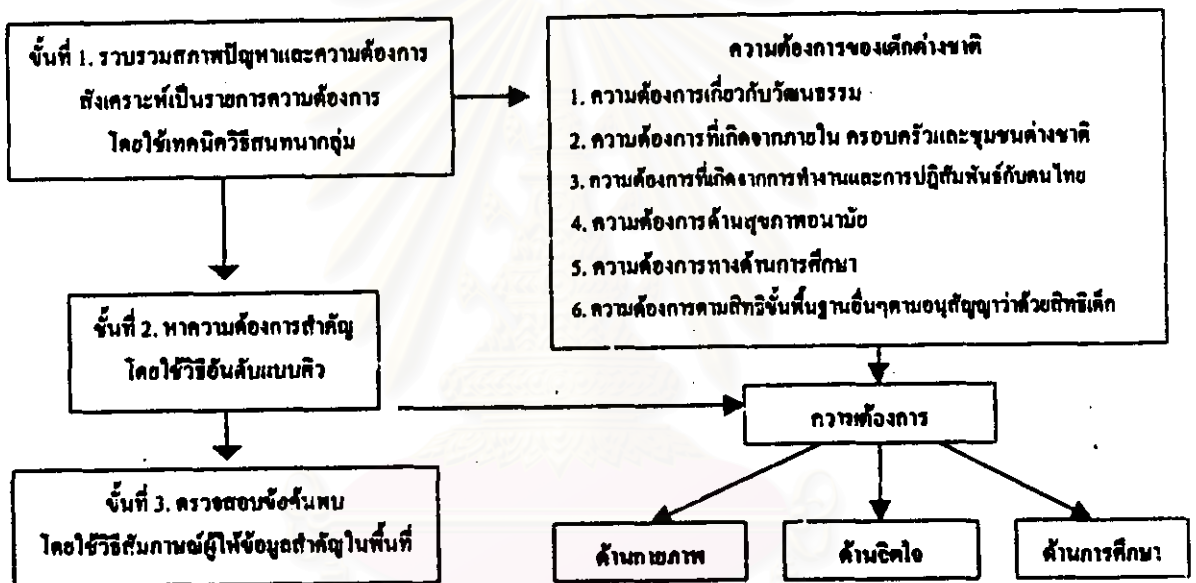 ขั้นที่ 1. รวบรวมสภาพปัญหาและความต้องการ
สังเคราะห์เป็นรายการความต้องการ
โดยใช้เทคนิควิธีสนทนากลุ่ม
ความต้องการของเด็กต่างชาติ
1. ความต้องการเกี่ยวกับวัฒนธรรม
2. ความต้องการที่เกิดจากภายใน ครอบครัวและชุมชนต่างชาติ
3. ความต้องการที่เกิดจากการทำงานและการปฏิสัมพันธ์กับคนไทย
4. ความต้องการด้านสุขภาพอนามัย
5. ความต้องการทางด้านการศึกษา
6. ความต้องการตามสิทธิขั้นพื้นฐานอื่นๆตามอนุสัญญาว่าด้วยสิทธิเด็ก
ขั้นที่ 2. หาความต้องการสำคัญ
โดยใช้วิธีอันดับแบบคิว
ความต้องการ
ขั้นที่ 3. ตรวจสอบข้อค้นพบ
โดยใช้วิธีสัมภาษณ์ผู้ให้ข้อมูลสำคัญในพื้นที่
ด้านกายภาพ
ด้านจิตใจ
ด้านการศึกษา